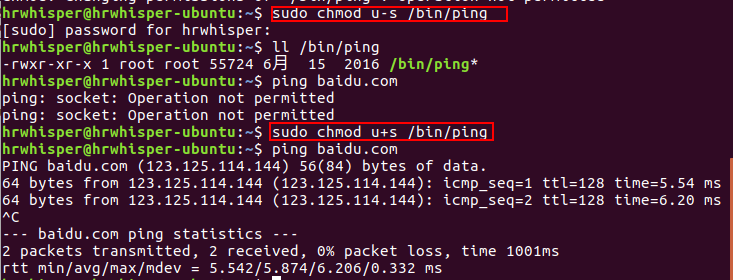 hrwhisper@hrwhisper-ubuntu:~$ sudo chmod u-s /bin/ping
[sudo] password for hrwhisper:
hrwhisper@hrwhisper-ubuntu:~$ ll /bin/ping
-rwxr-xr-x 1 root root 55724 6月  15  2016 /bin/ping*
hrwhisper@hrwhisper-ubuntu:~$ ping baidu.com
ping: socket: Operation not permitted
ping: socket: Operation not permitted
hrwhisper@hrwhisper-ubuntu:~$ sudo chmod u+s /bin/ping
hrwhisper@hrwhisper-ubuntu:~$ ping baidu.com
PING baidu.com (123.125.114.144) 56(84) bytes of data.
64 bytes from 123.125.114.144 (123.125.114.144): icmp_seq=1 ttl=128 time=5.54 ms
64 bytes from 123.125.114.144 (123.125.114.144): icmp_seq=2 ttl=128 time=6.20 ms
^C
--- baidu.com ping statistics ---
2 packets transmitted, 2 received, 0% packet loss, time 1001ms
rtt min/avg/max/mdev = 5.542/5.874/6.206/0.332 ms